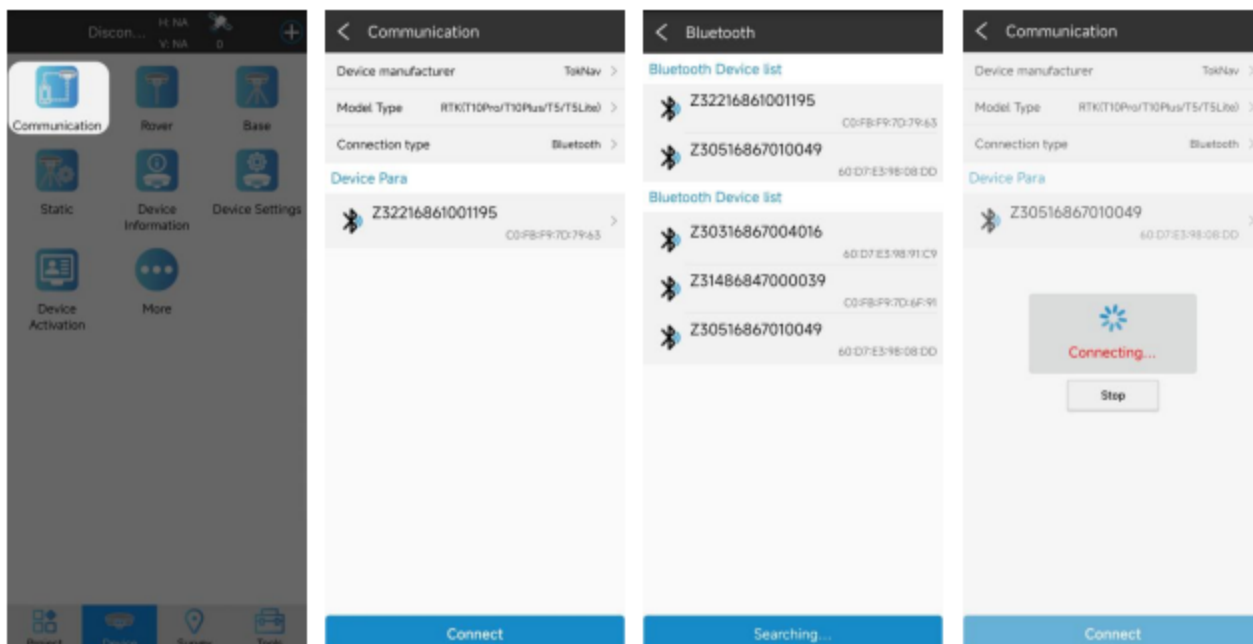 Discon...
H: NA
V: NA
0
Communication
Rover
Base
Static
Device Information
Device Settings
Device Activation
More
Project
Device
Survey
Tools
Communication
Device manufacturer TokNav
Model Type RTK(T10Pro/T10Plus/T5/T5Lite)
Connection type Bluetooth
Device Para
Z32216861001195
C0:FB:F9:7D:79:63
Connect
Bluetooth
Bluetooth Device list
Z32216861001195
C0:FB:F9:7D:79:63
Z30516867010049
60:D7:E3:98:08:DD
Bluetooth Device list
Z30316867004016
60:D7:E3:98:91:C9
Z31486847000039
C0:FB:F9:7D:6F:91
Z30516867010049
60:D7:E3:98:08:DD
Searching...
Communication
Device manufacturer TokNav
Model Type RTK(T10Pro/T10Plus/T5/T5Lite)
Connection type Bluetooth
Device Para
Z30516867010049
60:D7:E3:98:08:DD
Connecting...
Stop
Connect